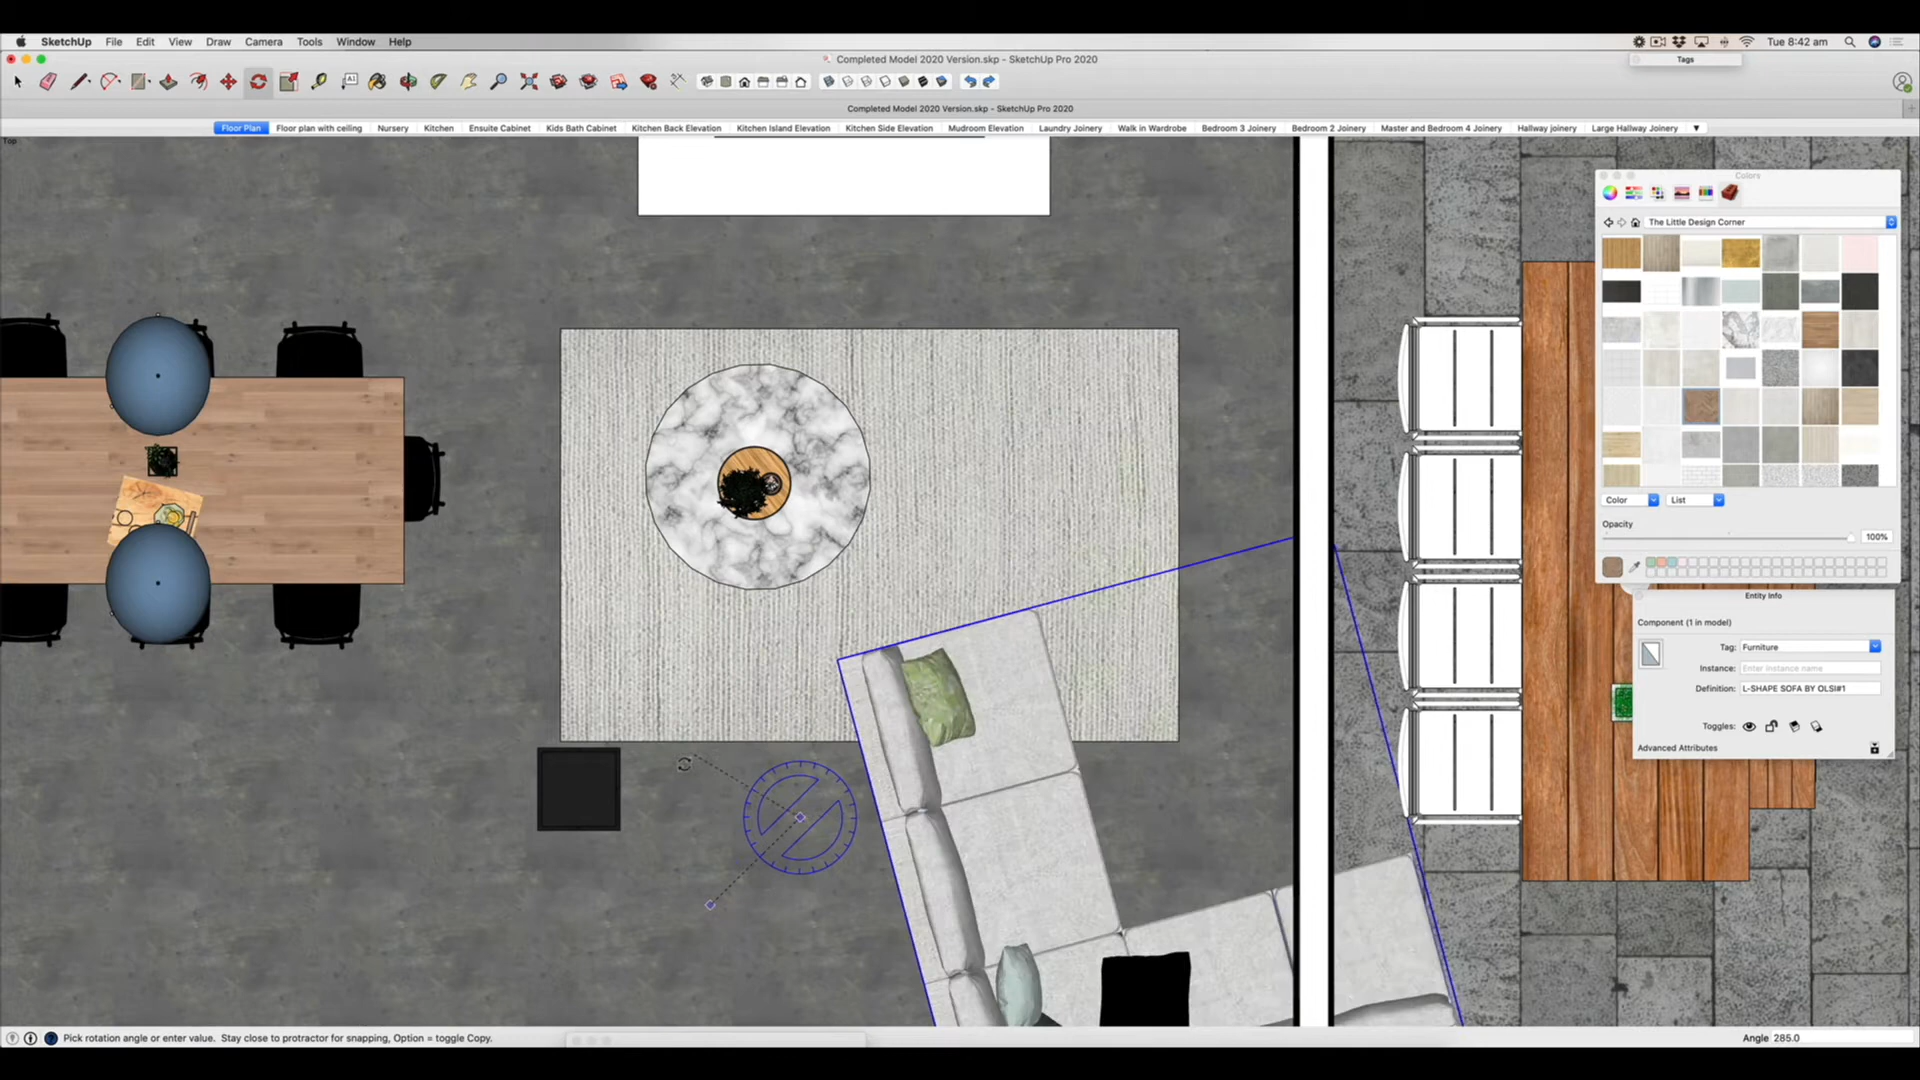 SketchUp File Edit View Draw Camera Tools Window Help
Tue 8:42 am
Completed Model 2020 Version.skp - SketchUp Pro 2020
Tags
Completed Model 2020 Version.skp - SketchUp Pro 2020
Floor Plan Floor plan with ceiling Nursery Kitchen Ensuite Cabinet Kids Bath Cabinet Kitchen Back Elevation Kitchen Island Elevation Kitchen Side Elevation Mudroom Elevation Laundry Joinery Walk in Wardrobe Bedroom 3 Joinery Bedroom 2 Joinery Master and Bedroom 4 Joinery Hallway joinery Large Hallway Joinery
Top
Colors
The Little Design Corner
Color List
Opacity
100%
Entity Info
Component (1 in model)
Tag: Furniture
Instance: Enter instance name
Definition: L-SHAPE SOFA BY OLSI#1
Toggles:
Advanced Attributes
Pick rotation angle or enter value. Stay close to protractor for snapping, Option = toggle Copy.
Angle 285.0